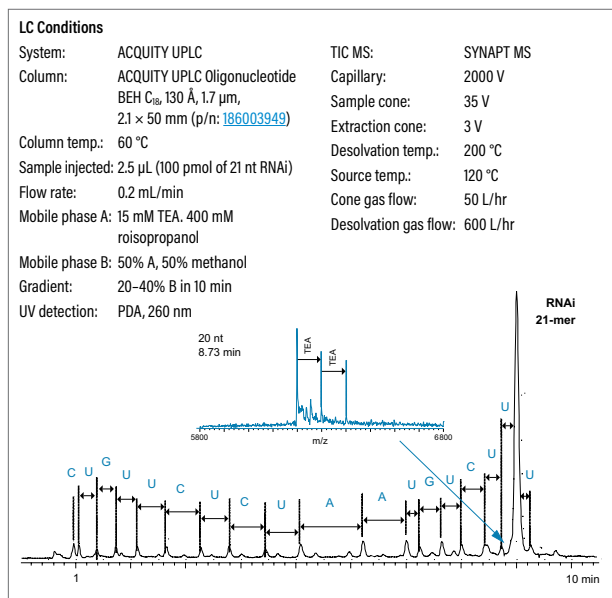 LC Conditions
System: ACQUITY UPLC
Column: ACQUITY UPLC Oligonucleotide
BEH C18, 130 Å, 1.7 µm,
2.1 × 50 mm (p/n: 186003949)
Column temp.: 60 °C
Sample injected: 2.5 µL (100 pmol of 21 nt RNAi)
Flow rate: 0.2 mL/min
Mobile phase A: 15 mM TEA. 400 mM
roisopropanol
Mobile phase B: 50% A, 50% methanol
Gradient: 20–40% B in 10 min
UV detection: PDA, 260 nm
TIC MS: SYNAPT MS
Capillary: 2000 V
Sample cone: 35 V
Extraction cone: 3 V
Desolvation temp.: 200 °C
Source temp.: 120 °C
Cone gas flow: 50 L/hr
Desolvation gas flow: 600 L/hr
RNAi
21-mer
20 nt
8.73 min
TEA
TEA
5800 m/z 6800
C U G U U C U C U A A U G U C U U U
1 10 min